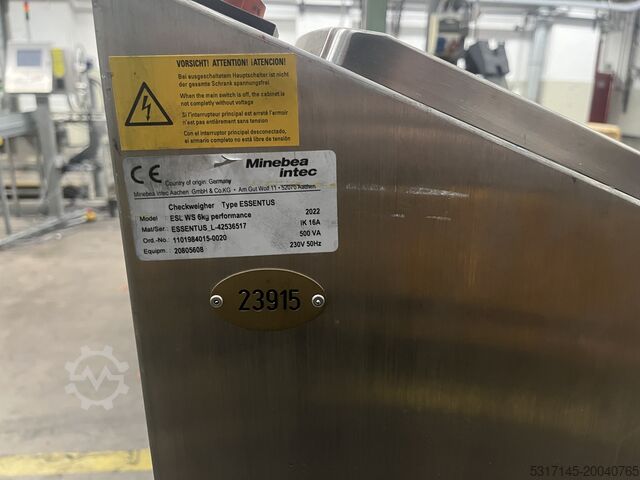 VORSICHT! ATTENTION! ¡ATENCION!
Bei ausgeschaltetem Hauptschalter ist nicht
der gesamte Schrank spannungsfrei.
When the main switch is off, the cabinet is
not completly without voltage
Si l'interrupteur principal est arreté l'armoir
n'est pas entièrement sans tension
Con el interruptor principal desconectado,
el armario completo no está libre de tensión
CE
Minebea
intec
Country of origin: Germany
Minebea Intec Aachen GmbH & Co.KG • Am Gut Wolf 11 • 52070 Aachen
Checkweigher Type ESSENTUS
Model : ESL WS 6kg performance 2022
Mat/Ser.: ESSENTUS_L-42536517 IK 16A
Ord.-No.: 1101984015-0020 500 VA
Equipm.: 20805608 230V 50Hz
23915
5317145-20040765